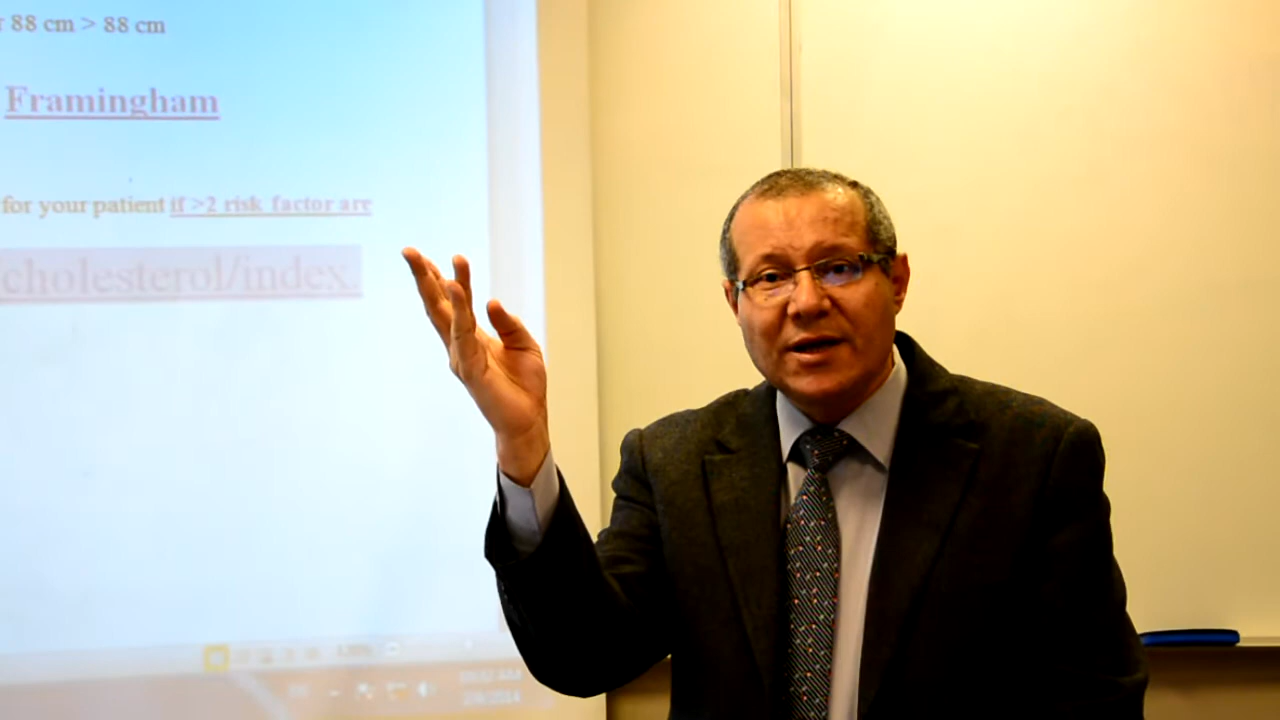 88 cm > 88 cm
Framingham
for your patient if >2 risk factor are
/cholesterol/index.